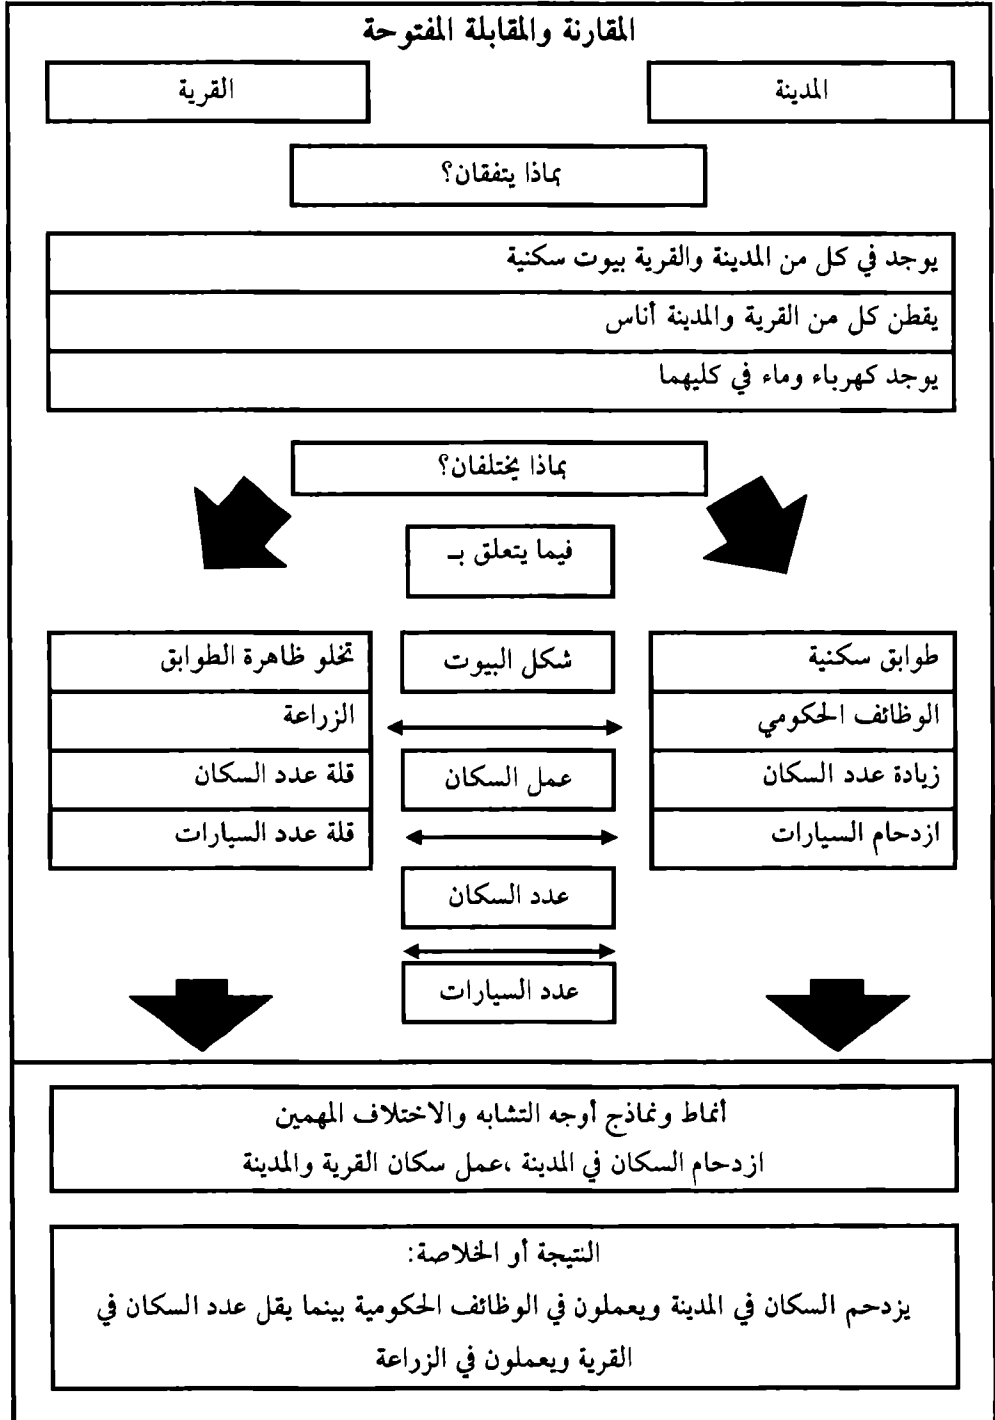 المقارنة والمقابلة المفتوحة
المدينة
القرية
بماذا يتفقان؟
يوجد في كل من المدينة والقرية بيوت سكنية
يقطن كل من القرية والمدينة أناس
يوجد كهرباء وماء في كليهما
بماذا يختلفان؟
فيما يتعلق بـ
طوابق سكنية
شكل البيوت
تخلو ظاهرة الطوابق
الوظائف الحكومي
الزراعة
زيادة عدد السكان
عمل السكان
قلة عدد السكان
ازدحام السيارات
قلة عدد السيارات
عدد السكان
عدد السيارات
أنماط ونماذج أوجه التشابه والاختلاف المهمين
ازدحام السكان في المدينة ،عمل سكان القرية والمدينة
النتيجة أو الخلاصة:
يزدحم السكان في المدينة ويعملون في الوظائف الحكومية بينما يقل عدد السكان في
القرية ويعملون في الزراعة